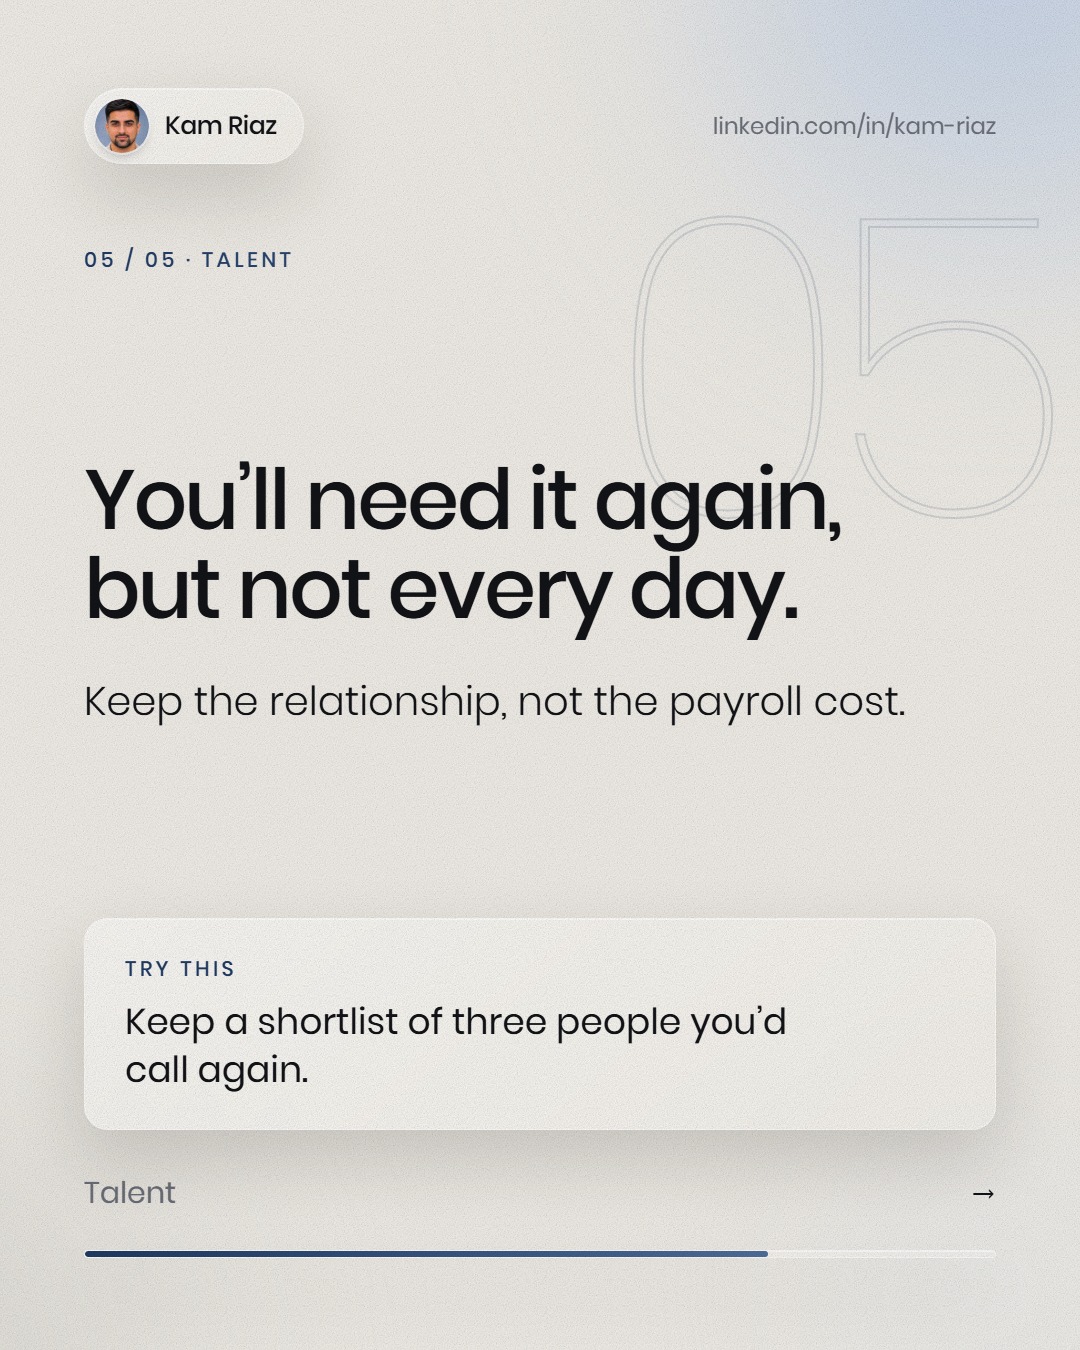 Kam Riaz
linkedin.com/in/kam-riaz
05 / 05 · TALENT
05
You’ll need it again,
but not every day.
Keep the relationship, not the payroll cost.
TRY THIS
Keep a shortlist of three people you’d
call again.
Talent
→